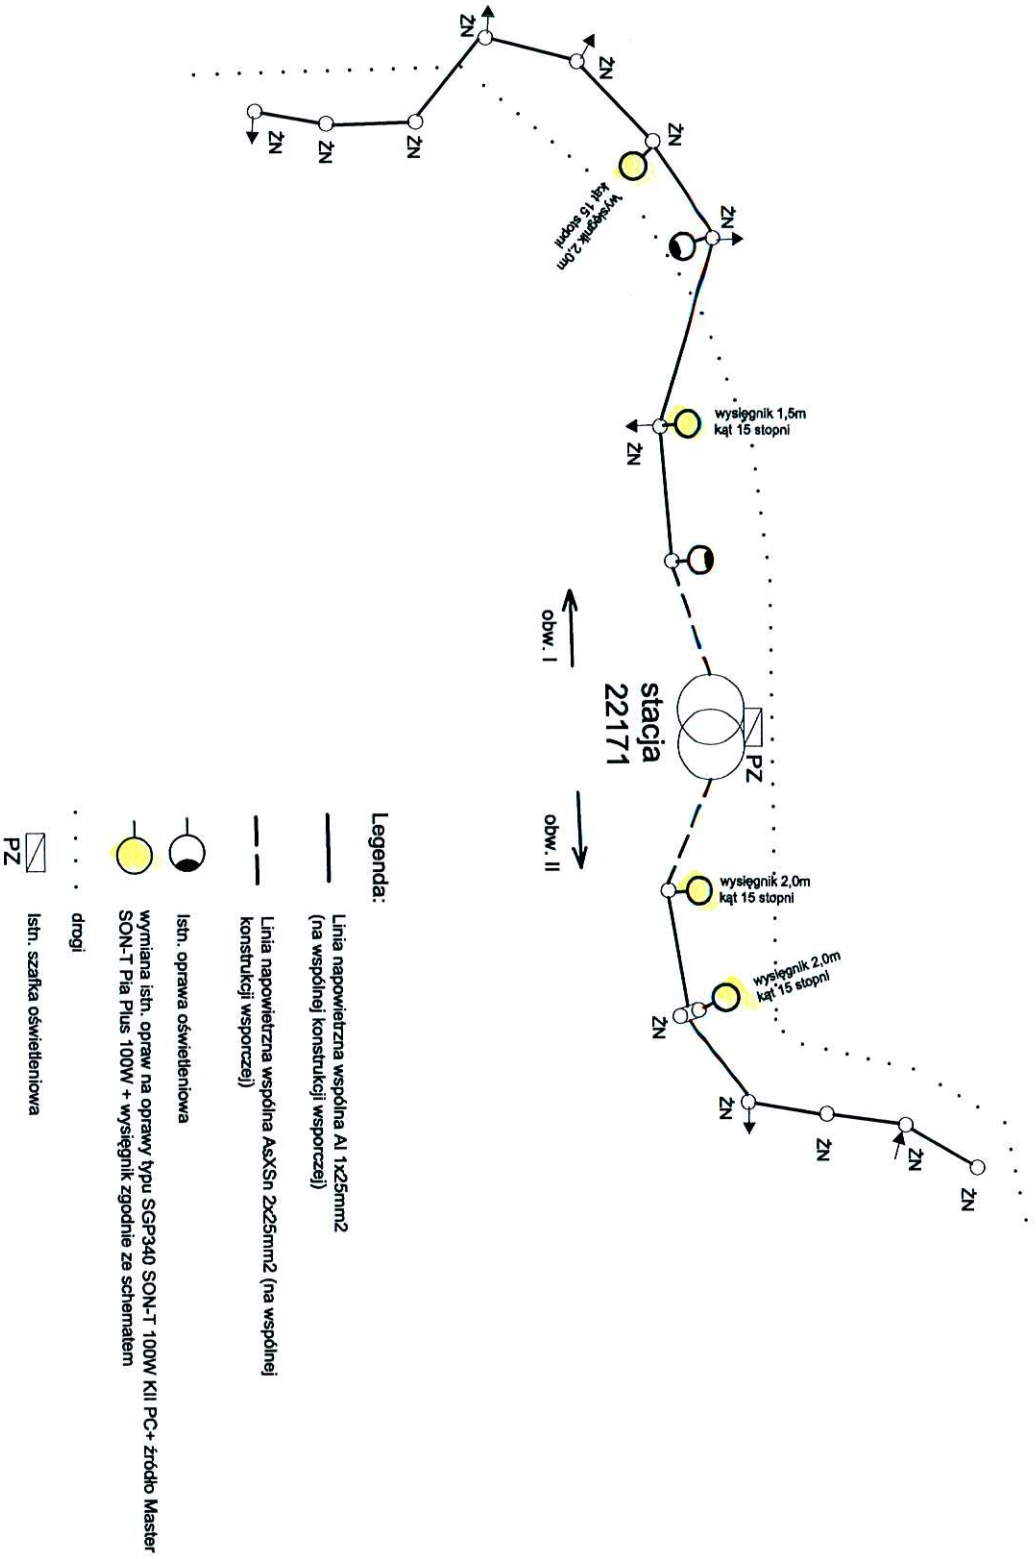 ŻN
ŻN
ŻN
ŻN
ŻN
ŻN
wysięgnik 2,0m
kąt 15 stopni
ŻN
wysięgnik 1,5m
kąt 15 stopni
ŻN
obw. I
stacja
22171
PZ
obw. II
wysięgnik 2,0m
kąt 15 stopni
wysięgnik 2,0m
kąt 15 stopni
ŻN
ŻN
ŻN
ŻN
ŻN
Legenda:
Linia napowietrzna wspólna Al 1x25mm2
(na wspólnej konstrukcji wsporczej)
Linia napowietrzna wspólna AsXSn 2x25mm2 (na wspólnej
konstrukcji wsporczej)
Istn. oprawa oświetleniowa
wymiana istn. opraw na oprawy typu SGP340 SON-T 100W KII PC+ źródło Master
SON-T Pia Plus 100W + wysięgnik zgodnie ze schematem
drogi
PZ
Istn. szafka oświetleniowa